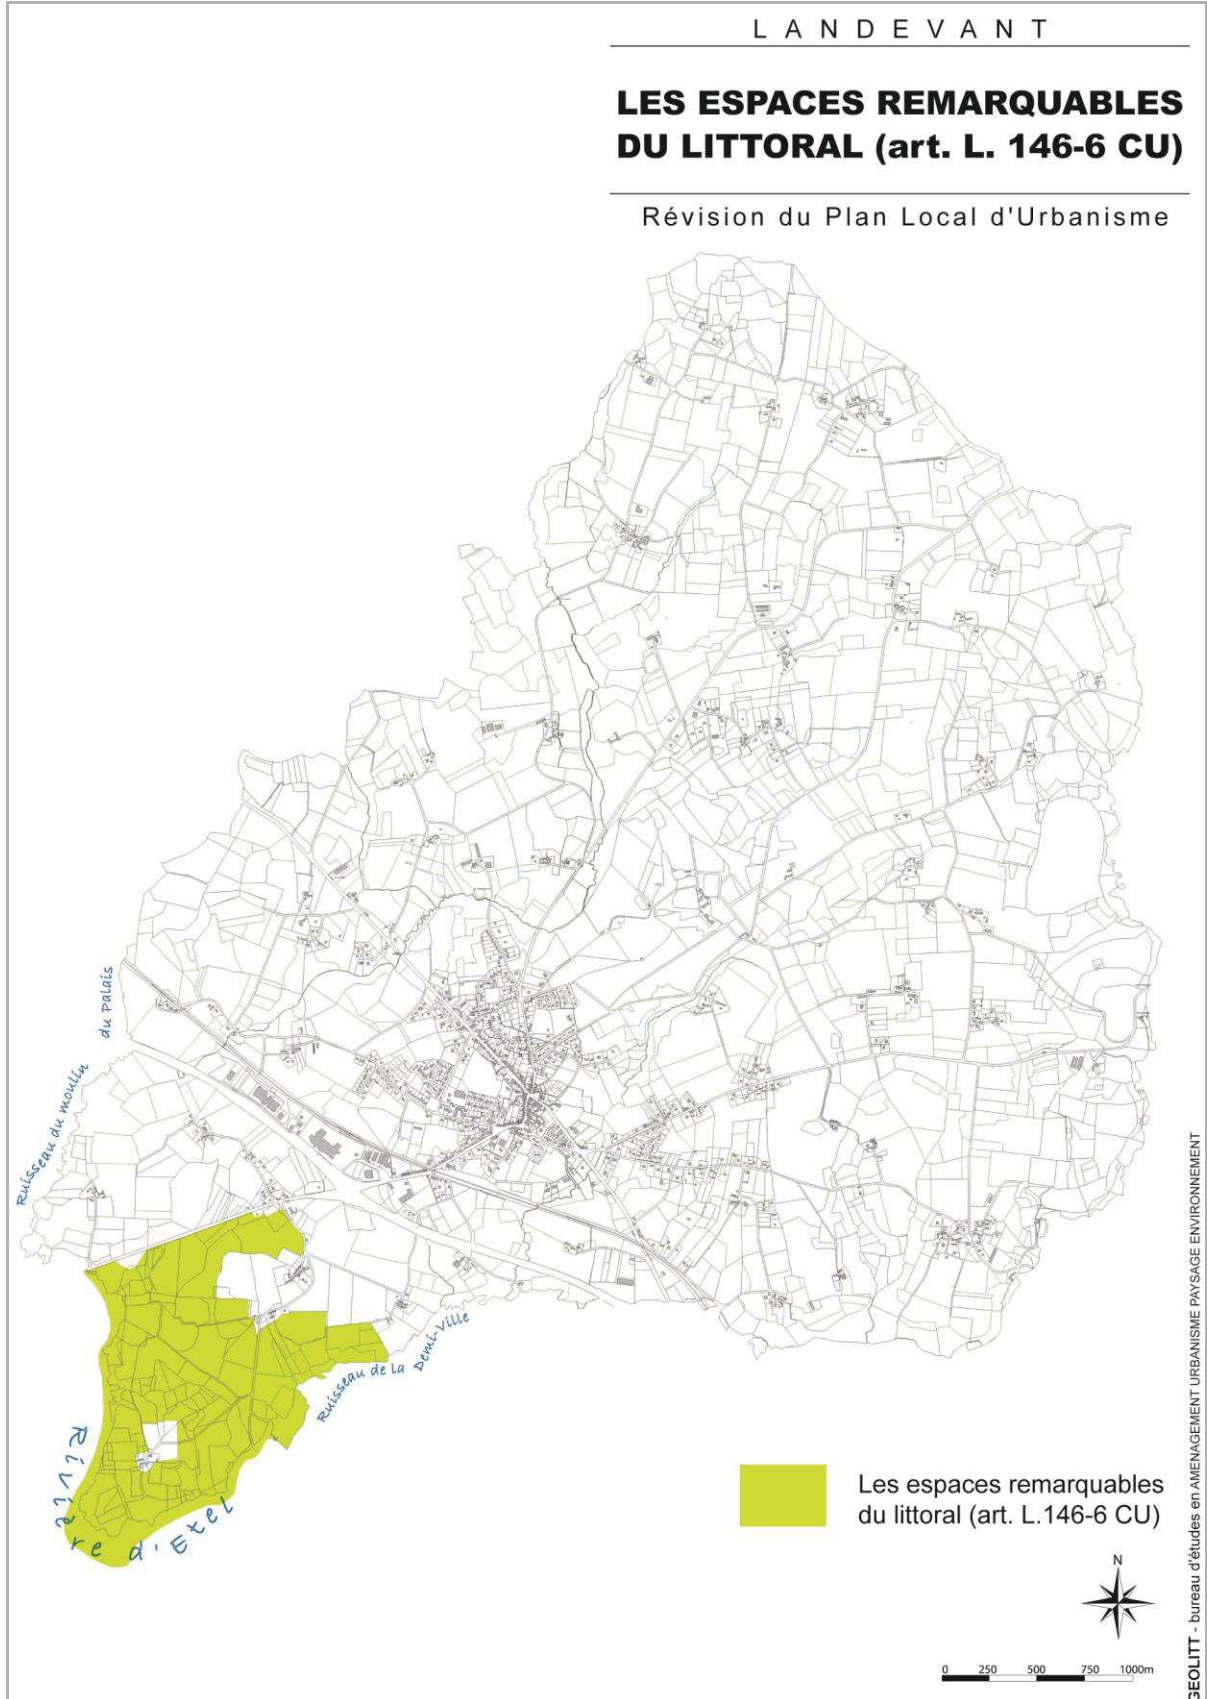 LANDEVANT
LES ESPACES REMARQUABLES
DU LITTORAL (art. L. 146-6 CU)
Révision du Plan Local d'Urbanisme
Ruisseau du moulin du Palais
Ruisseau de la Demi-Ville
Rivière d'Etel
Les espaces remarquables
du littoral (art. L.146-6 CU)
N
0 250 500 750 1000m
GEOLITT - bureau d'études en AMENAGEMENT URBANISME PAYSAGE ENVIRONNEMENT